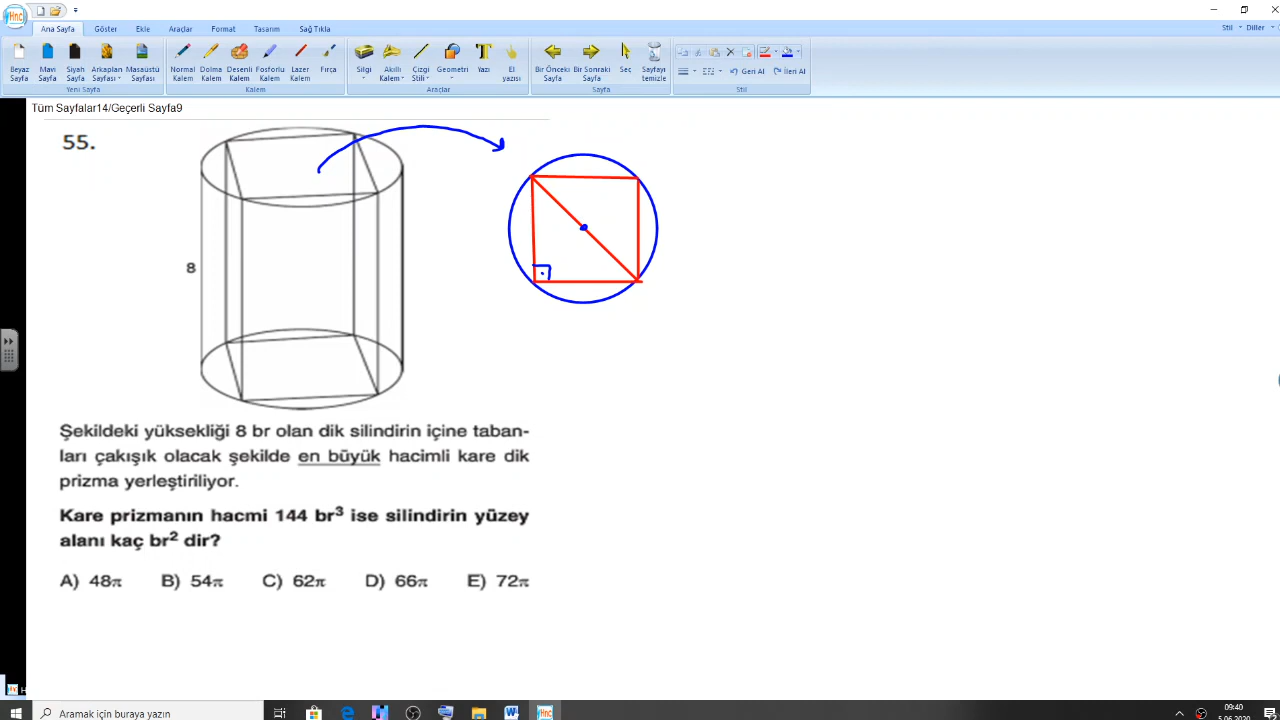 yHnc
Ana Sayfa Göster Ekle Araçlar Format Tasarım Sağ Tıkla
Stil Diller
Beyaz Sayfa Mavi Sayfa Siyah Sayfa Arkaplan Sayfası Masaüstü Sayfası
Normal Kalem Dolma Kalem Desenli Kalem Fosforlu Kalem Lazer Kalem Fırça
Silgi Akıllı Kalem Çizgi Stili Geometri Yazı El yazısı
Bir Önceki Sayfa Bir Sonraki Sayfa Seç Sayfayı temizle
Geri Al İleri Al
Yeni Sayfa Kalem Araçlar Sayfa Stil
Tüm Sayfalar14/Geçerli Sayfa9
55.
8
Şekildeki yüksekliği 8 br olan dik silindirin içine taban-
ları çakışık olacak şekilde en büyük hacimli kare dik
prizma yerleştiriliyor.
Kare prizmanın hacmi 144 br³ ise silindirin yüzey
alanı kaç br² dir?
A) 48π B) 54π C) 62π D) 66π E) 72π
Aramak için buraya yazın
09:40
5.06.2020